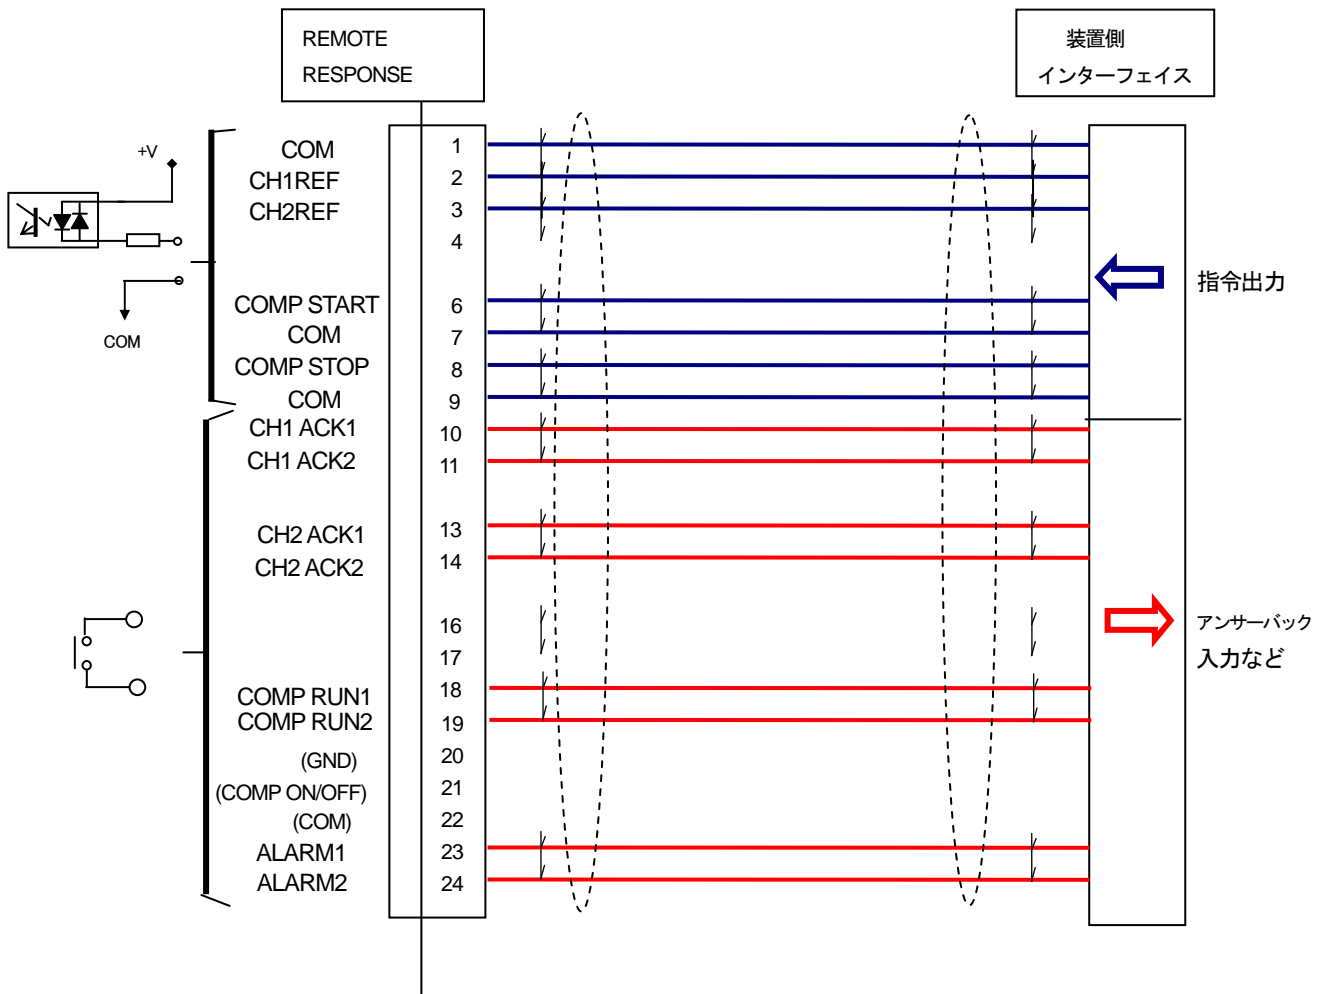 REMOTE
RESPONSE
装置側
インターフェイス
+V
COM
COM 1
CH1REF 2
CH2REF 3
4
COMP START 6
COM 7
COMP STOP 8
COM 9
CH1 ACK1 10
CH1 ACK2 11
CH2 ACK1 13
CH2 ACK2 14
16
17
COMP RUN1 18
COMP RUN2 19
(GND) 20
(COMP ON/OFF) 21
(COM) 22
ALARM1 23
ALARM2 24
指令出力
アンサーバック
入力など